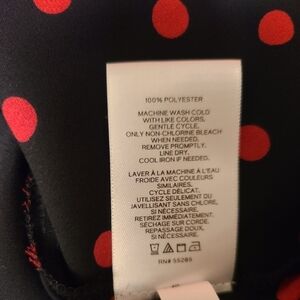 100% POLYESTER
MACHINE WASH COLD
WITH LIKE COLORS,
GENTLE CYCLE,
ONLY NON-CHLORINE BLEACH
WHEN NEEDED.
REMOVE PROMPTLY.
LINE DRY.
COOL IRON IF NEEDED.
LAVER À LA MACHINE À L'EAU
FROIDE AVEC COULEURS
SIMILAIRES,
CYCLE DÉLICAT.
UTILISEZ SEULEMENT DU
JAVELLISANT SANS CHLORE,
SI NÉCESSAIRE.
RETIREZ IMMÉDIATEMENT.
SÉCHAGE SUR CORDE.
REPASSAGE DOUX,
SI NÉCESSAIRE.
RN# 55285